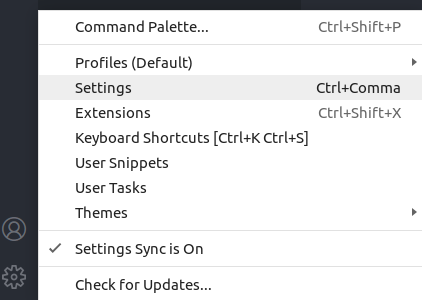 Command Palette... Ctrl+Shift+P
Profiles (Default)
Settings Ctrl+Comma
Extensions Ctrl+Shift+X
Keyboard Shortcuts [Ctrl+K Ctrl+S]
User Snippets
User Tasks
Themes
Settings Sync is On
Check for Updates...